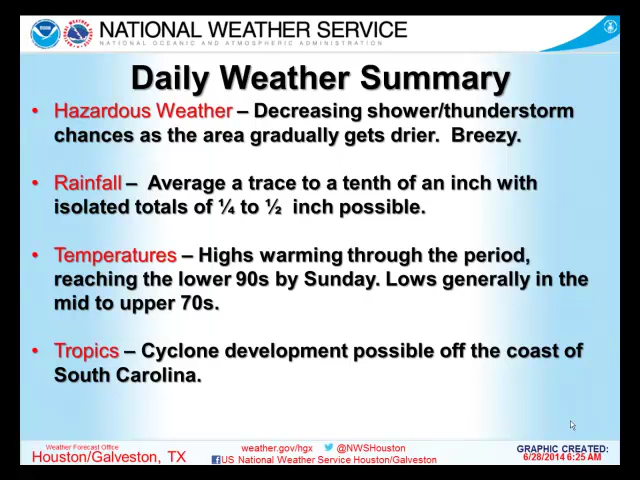 NATIONAL WEATHER SERVICE
NATIONAL OCEANIC AND ATMOSPHERIC ADMINISTRATION
Daily Weather Summary
• Hazardous Weather – Decreasing shower/thunderstorm
chances as the area gradually gets drier. Breezy.
• Rainfall – Average a trace to a tenth of an inch with
isolated totals of ¼ to ½ inch possible.
• Temperatures – Highs warming through the period,
reaching the lower 90s by Sunday. Lows generally in the
mid to upper 70s.
• Tropics – Cyclone development possible off the coast of
South Carolina.
Weather Forecast Office
Houston/Galveston, TX
weather.gov/hgx @NWSHouston
US National Weather Service Houston/Galveston
GRAPHIC CREATED:
6/28/2014 6:25 AM